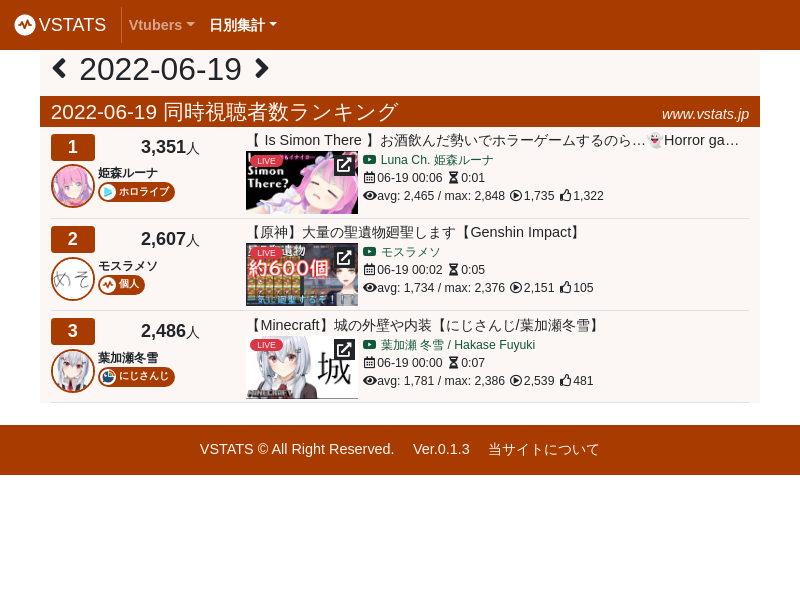 VSTATS Vtubers 日別集計
2022-06-19
2022-06-19 同時視聴者数ランキング www.vstats.jp
1 3,351人
姫森ルーナ
ホロライブ
【 Is Simon There 】お酒飲んだ勢いでホラーゲームするのら…👻Horror ga…
LIVE
Simon
There?
Luna Ch. 姫森ルーナ
06-19 00:06 0:01
avg: 2,465 / max: 2,848 1,735 1,322
2 2,607人
モスラメソ
めそ
個人
【原神】大量の聖遺物廻聖します【Genshin Impact】
LIVE
約600個
一気に廻聖するぞ！
モスラメソ
06-19 00:02 0:05
avg: 1,734 / max: 2,376 2,151 105
3 2,486人
葉加瀬冬雪
にじさんじ
【Minecraft】城の外壁や内装【にじさんじ/葉加瀬冬雪】
LIVE
城
MINECRAFT
葉加瀬 冬雪 / Hakase Fuyuki
06-19 00:00 0:07
avg: 1,781 / max: 2,386 2,539 481
VSTATS © All Right Reserved. Ver.0.1.3 当サイトについて